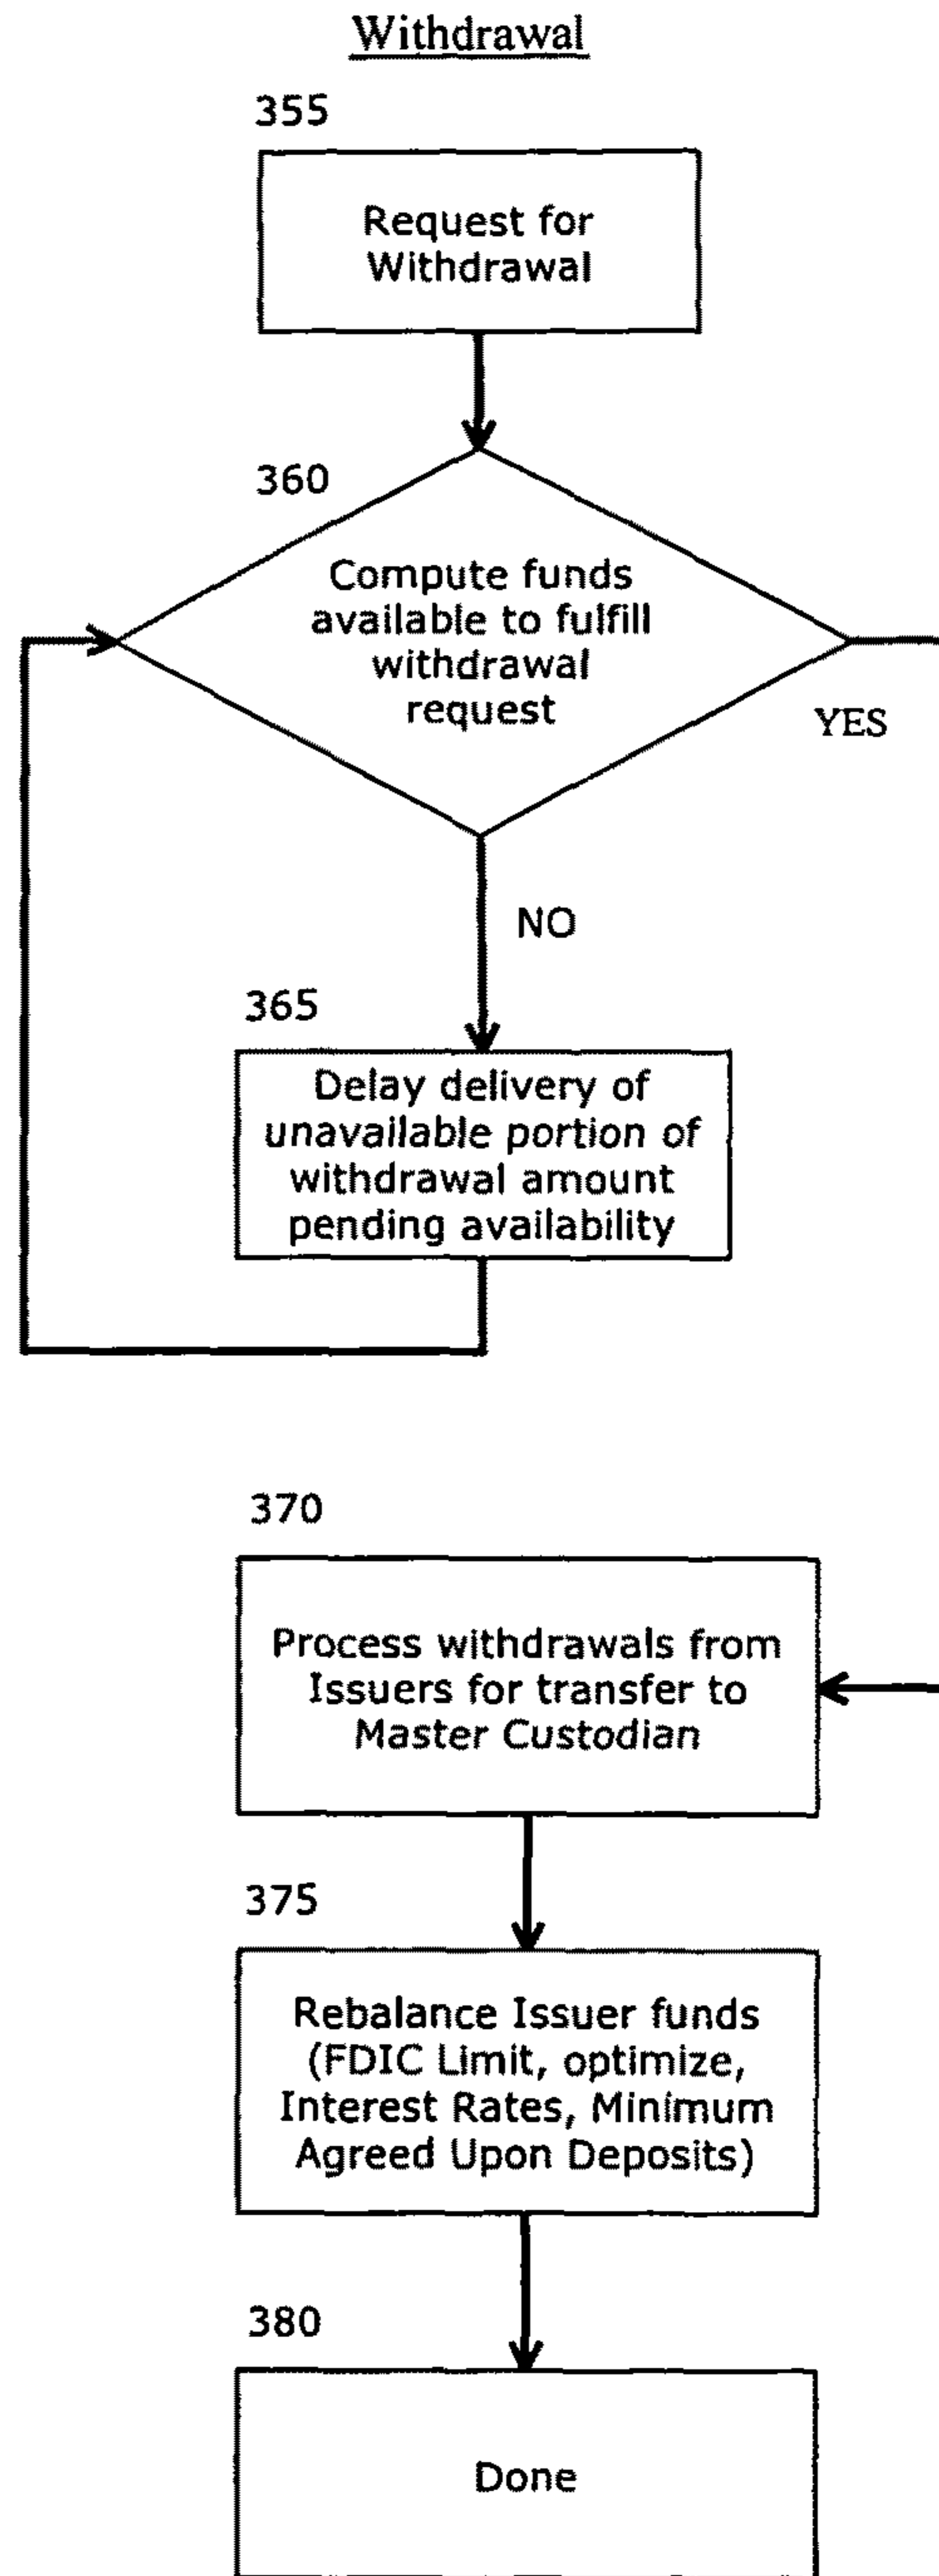 Withdrawal
355
Request for
Withdrawal
360
Compute funds
available to fulfill
withdrawal
request
YES
NO
365
Delay delivery of
unavailable portion of
withdrawal amount
pending availability
370
Process withdrawals from
Issuers for transfer to
Master Custodian
375
Rebalance Issuer funds
(FDIC Limit, optimize,
Interest Rates, Minimum
Agreed Upon Deposits)
380
Done